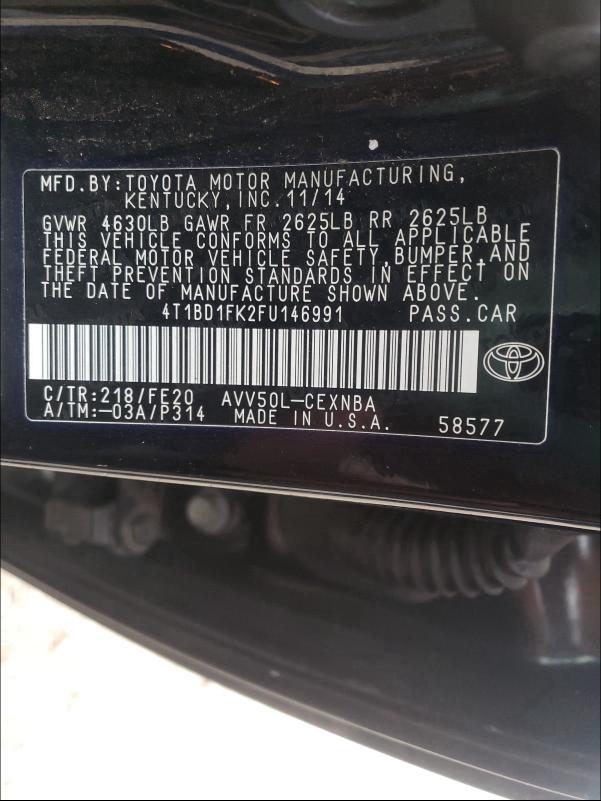 MFD.BY:TOYOTA MOTOR MANUFACTURING,
KENTUCKY,INC.11/14
GVWR 4630LB GAWR FR 2625LB RR 2625LB
THIS VEHICLE CONFORMS TO ALL APPLICABLE
FEDERAL MOTOR VEHICLE SAFETY,BUMPER,AND
THEFT PREVENTION STANDARDS IN EFFECT ON
THE DATE OF MANUFACTURE SHOWN ABOVE.
4T1BD1FK2FU146991 PASS.CAR
C/TR:218/FE20 AVV50L-CEXNBA
A/TM:-03A/P314 MADE IN U.S.A. 58577